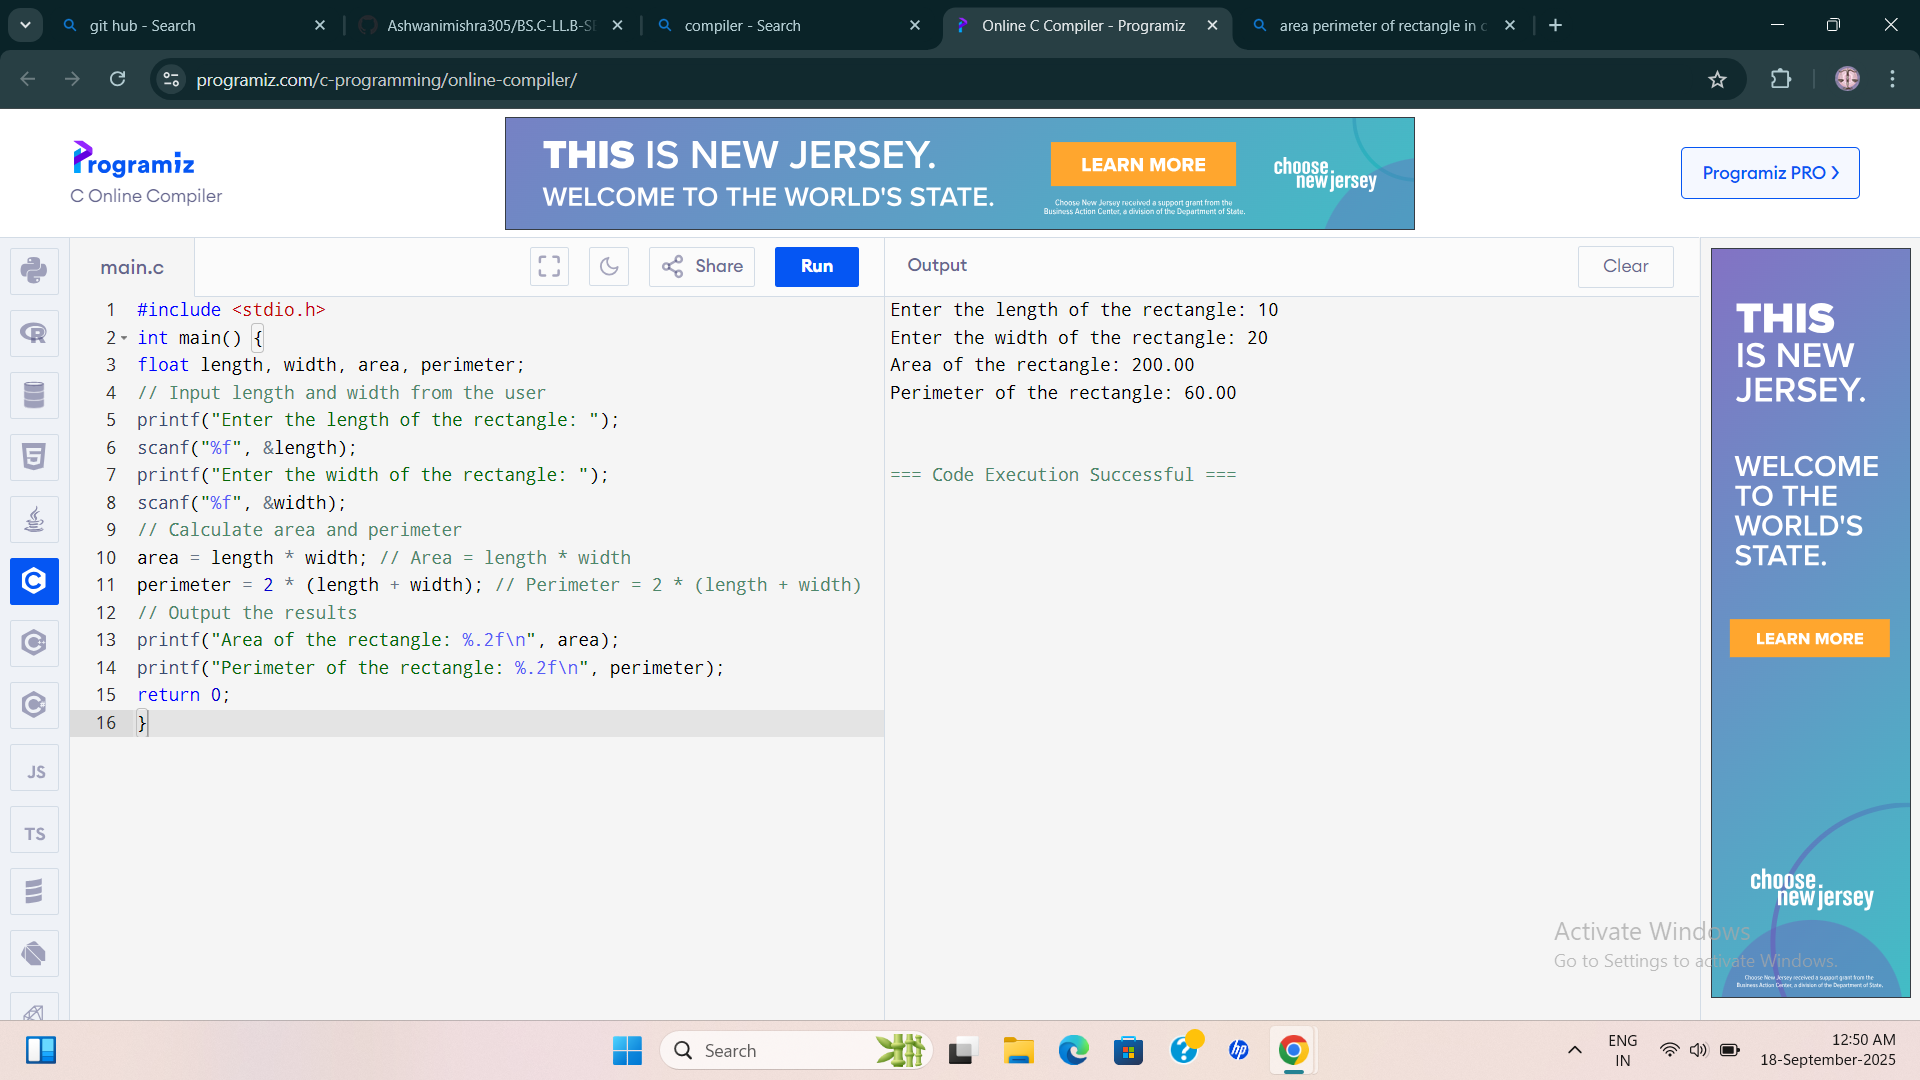 git hub - Search
Ashwanimishra305/BS.C-LL.B-S
compiler - Search
Online C Compiler - Programiz
area perimeter of rectangle in c
programiz.com/c-programming/online-compiler/
Programiz
C Online Compiler
THIS IS NEW JERSEY.
WELCOME TO THE WORLD'S STATE.
LEARN MORE
Choose New Jersey received a support grant from the
Business Action Center, a division of the Department of State.
choose
new jersey
Programiz PRO
main.c
Share
Run
Output
Clear
1 #include <stdio.h>
2 int main() {
3 float length, width, area, perimeter;
4 // Input length and width from the user
5 printf("Enter the length of the rectangle: ");
6 scanf("%f", &length);
7 printf("Enter the width of the rectangle: ");
8 scanf("%f", &width);
9 // Calculate area and perimeter
10 area = length * width; // Area = length * width
11 perimeter = 2 * (length + width); // Perimeter = 2 * (length + width)
12 // Output the results
13 printf("Area of the rectangle: %.2f\n", area);
14 printf("Perimeter of the rectangle: %.2f\n", perimeter);
15 return 0;
16 }
Enter the length of the rectangle: 10
Enter the width of the rectangle: 20
Area of the rectangle: 200.00
Perimeter of the rectangle: 60.00
=== Code Execution Successful ===
JS
TS
THIS
IS NEW
JERSEY.
WELCOME
TO THE
WORLD'S
STATE.
LEARN MORE
choose
new jersey
Choose New Jersey received a support grant from the
Business Action Center, a division of the Department of State.
Activate Windows
Go to Settings to activate Windows.
Search
hp
ENG
IN
12:50 AM
18-September-2025